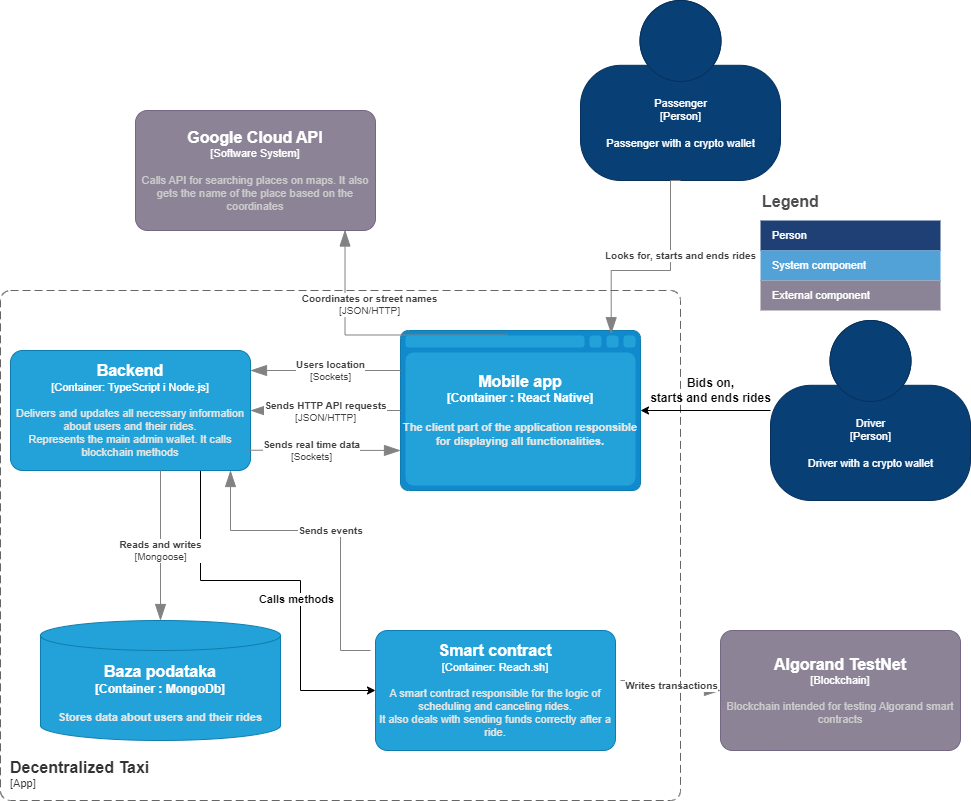 Passenger
[Person]
Passenger with a crypto wallet
Google Cloud API
[Software System]
Calls API for searching places on maps. It also
gets the name of the place based on the
coordinates
Legend
Person
System component
External component
Looks for, starts and ends rides
Coordinates or street names
[JSON/HTTP]
Backend
[Container: TypeScript i Node.js]
Delivers and updates all necessary information
about users and their rides.
Represents the main admin wallet. It calls
blockchain methods
Users location
[Sockets]
Sends HTTP API requests
[JSON/HTTP]
Sends real time data
[Sockets]
Mobile app
[Container : React Native]
The client part of the application responsible
for displaying all functionalities.
Bids on,
starts and ends rides
Driver
[Person]
Driver with a crypto wallet
Sends events
Reads and writes
[Mongoose]
Calls methods
Baza podataka
[Container : MongoDb]
Stores data about users and their rides
Smart contract
[Container: Reach.sh]
A smart contract responsible for the logic of
scheduling and canceling rides.
It also deals with sending funds correctly after a
ride.
Writes transactions
Algorand TestNet
[Blockchain]
Blockchain intended for testing Algorand smart
contracts
Decentralized Taxi
[App]